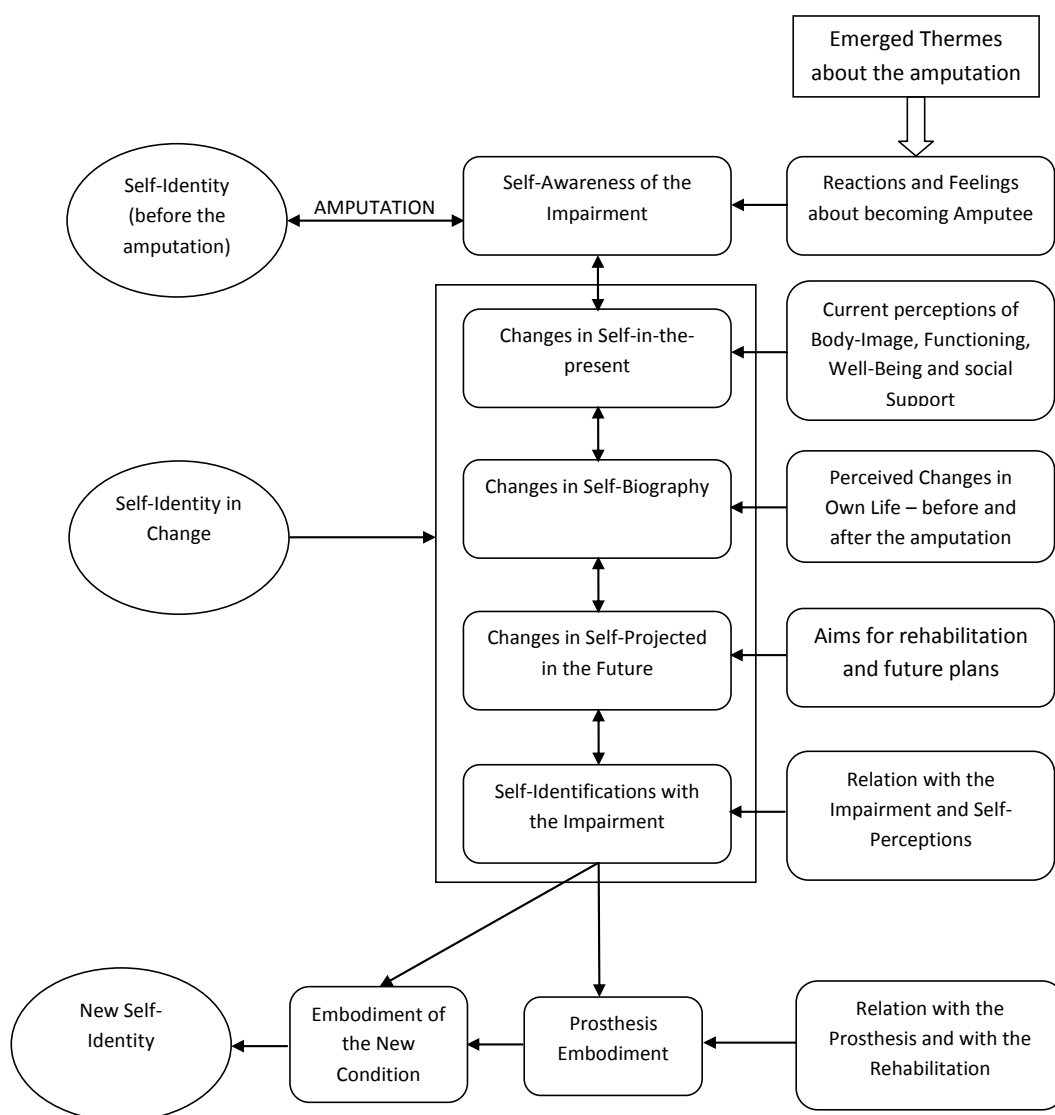 Emerged Thermes
about the amputation
Self-Identity
(before the
amputation)
AMPUTATION
Self-Awareness of the
Impairment
Reactions and Feelings
about becoming Amputee
Changes in Self-in-the-
present
Current perceptions of
Body-Image, Functioning,
Well-Being and social
Support
Self-Identity in
Change
Changes in Self-Biography
Perceived Changes in
Own Life – before and
after the amputation
Changes in Self-Projected
in the Future
Aims for rehabilitation
and future plans
Self-Identifications with
the Impairment
Relation with the
Impairment and Self-
Perceptions
New Self-
Identity
Embodiment of
the New
Condition
Prosthesis
Embodiment
Relation with the
Prosthesis and with the
Rehabilitation